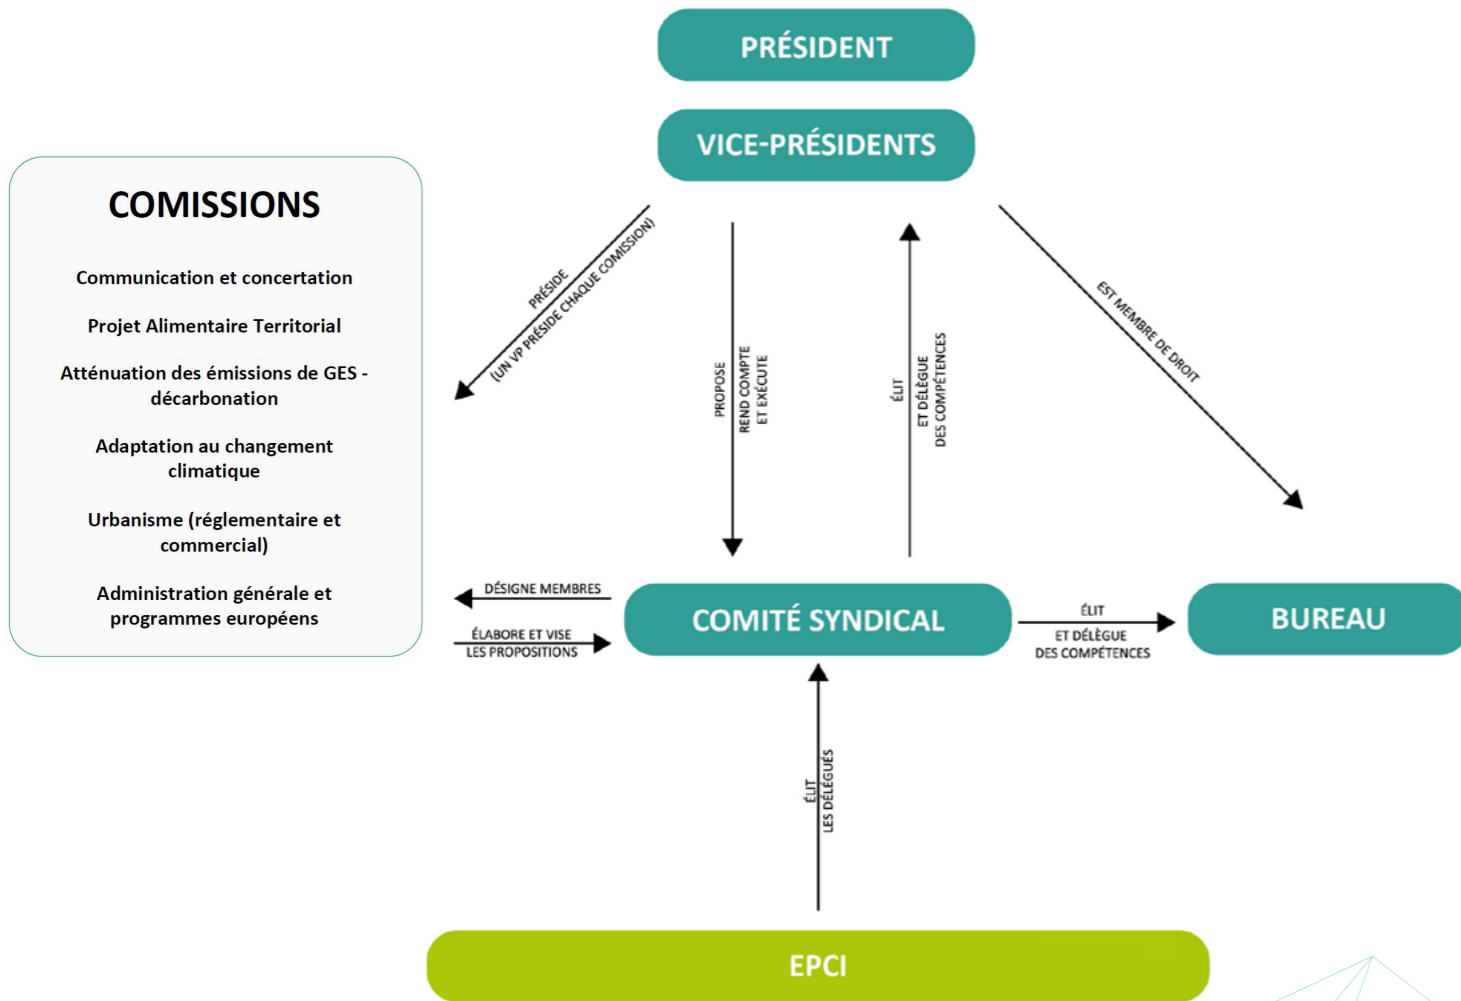 PRÉSIDENT
VICE-PRÉSIDENTS
COMISSIONS
Communication et concertation
Projet Alimentaire Territorial
Atténuation des émissions de GES -
décarbonation
Adaptation au changement
climatique
Urbanisme (réglementaire et
commercial)
Administration générale et
programmes européens
PRÉSIDE
(UN VP PRÉSIDE CHAQUE COMISSION)
PROPOSE
REND COMPTE
ET EXÉCUTE
ÉLIT
ET DÉLÈGUE
DES COMPÉTENCES
EST MEMBRE DE DROIT
DÉSIGNE MEMBRES
ÉLABORE ET VISE
LES PROPOSITIONS
COMITÉ SYNDICAL
ÉLIT
ET DÉLÈGUE
DES COMPÉTENCES
BUREAU
ÉLIT
LES DÉLÉGUÉS
EPCI